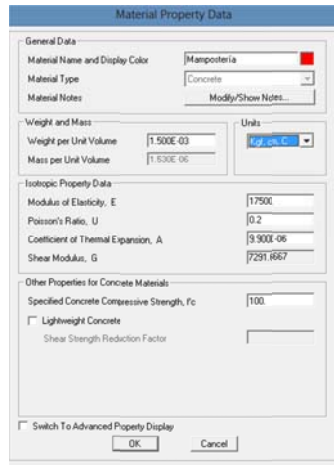 Material Property Data
General Data
Material Name and Display Color Mampostería
Material Type Concrete
Material Notes Modify/Show Notes...
Weight and Mass
Units
Weight per Unit Volume 1.500E-03
Kgf, cm, C
Mass per Unit Volume 1.530E-06
Isotropic Property Data
Modulus of Elasticity, E 17500.
Poisson's Ratio, U 0.2
Coefficient of Thermal Expansion, A 9.900E-06
Shear Modulus, G 7291.6667
Other Properties for Concrete Materials
Specified Concrete Compressive Strength, f'c 100.
Lightweight Concrete
Shear Strength Reduction Factor
Switch To Advanced Property Display
OK Cancel